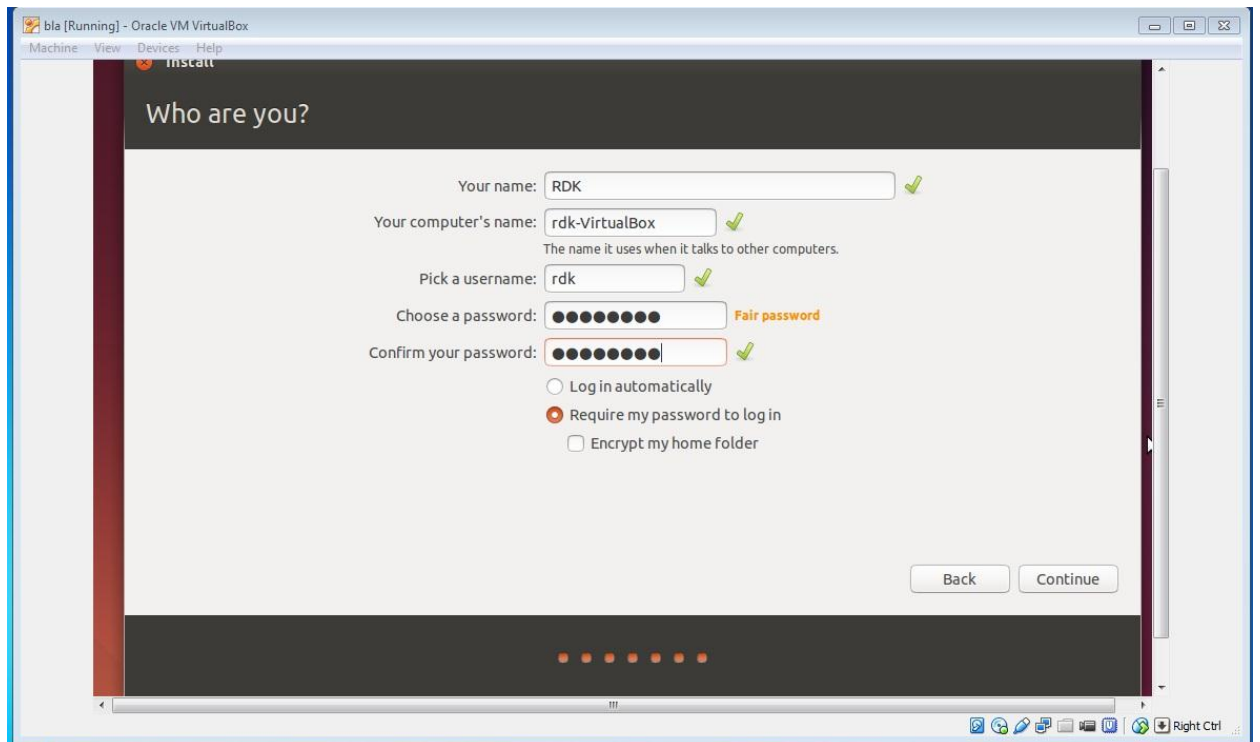 bla [Running] - Oracle VM VirtualBox
Machine View Devices Help
Install
Who are you?
Your name: RDK
Your computer's name: rdk-VirtualBox
The name it uses when it talks to other computers.
Pick a username: rdk
Choose a password: ●●●●●●●● Fair password
Confirm your password: ●●●●●●●●
Log in automatically
Require my password to log in
Encrypt my home folder
Back Continue
Right Ctrl